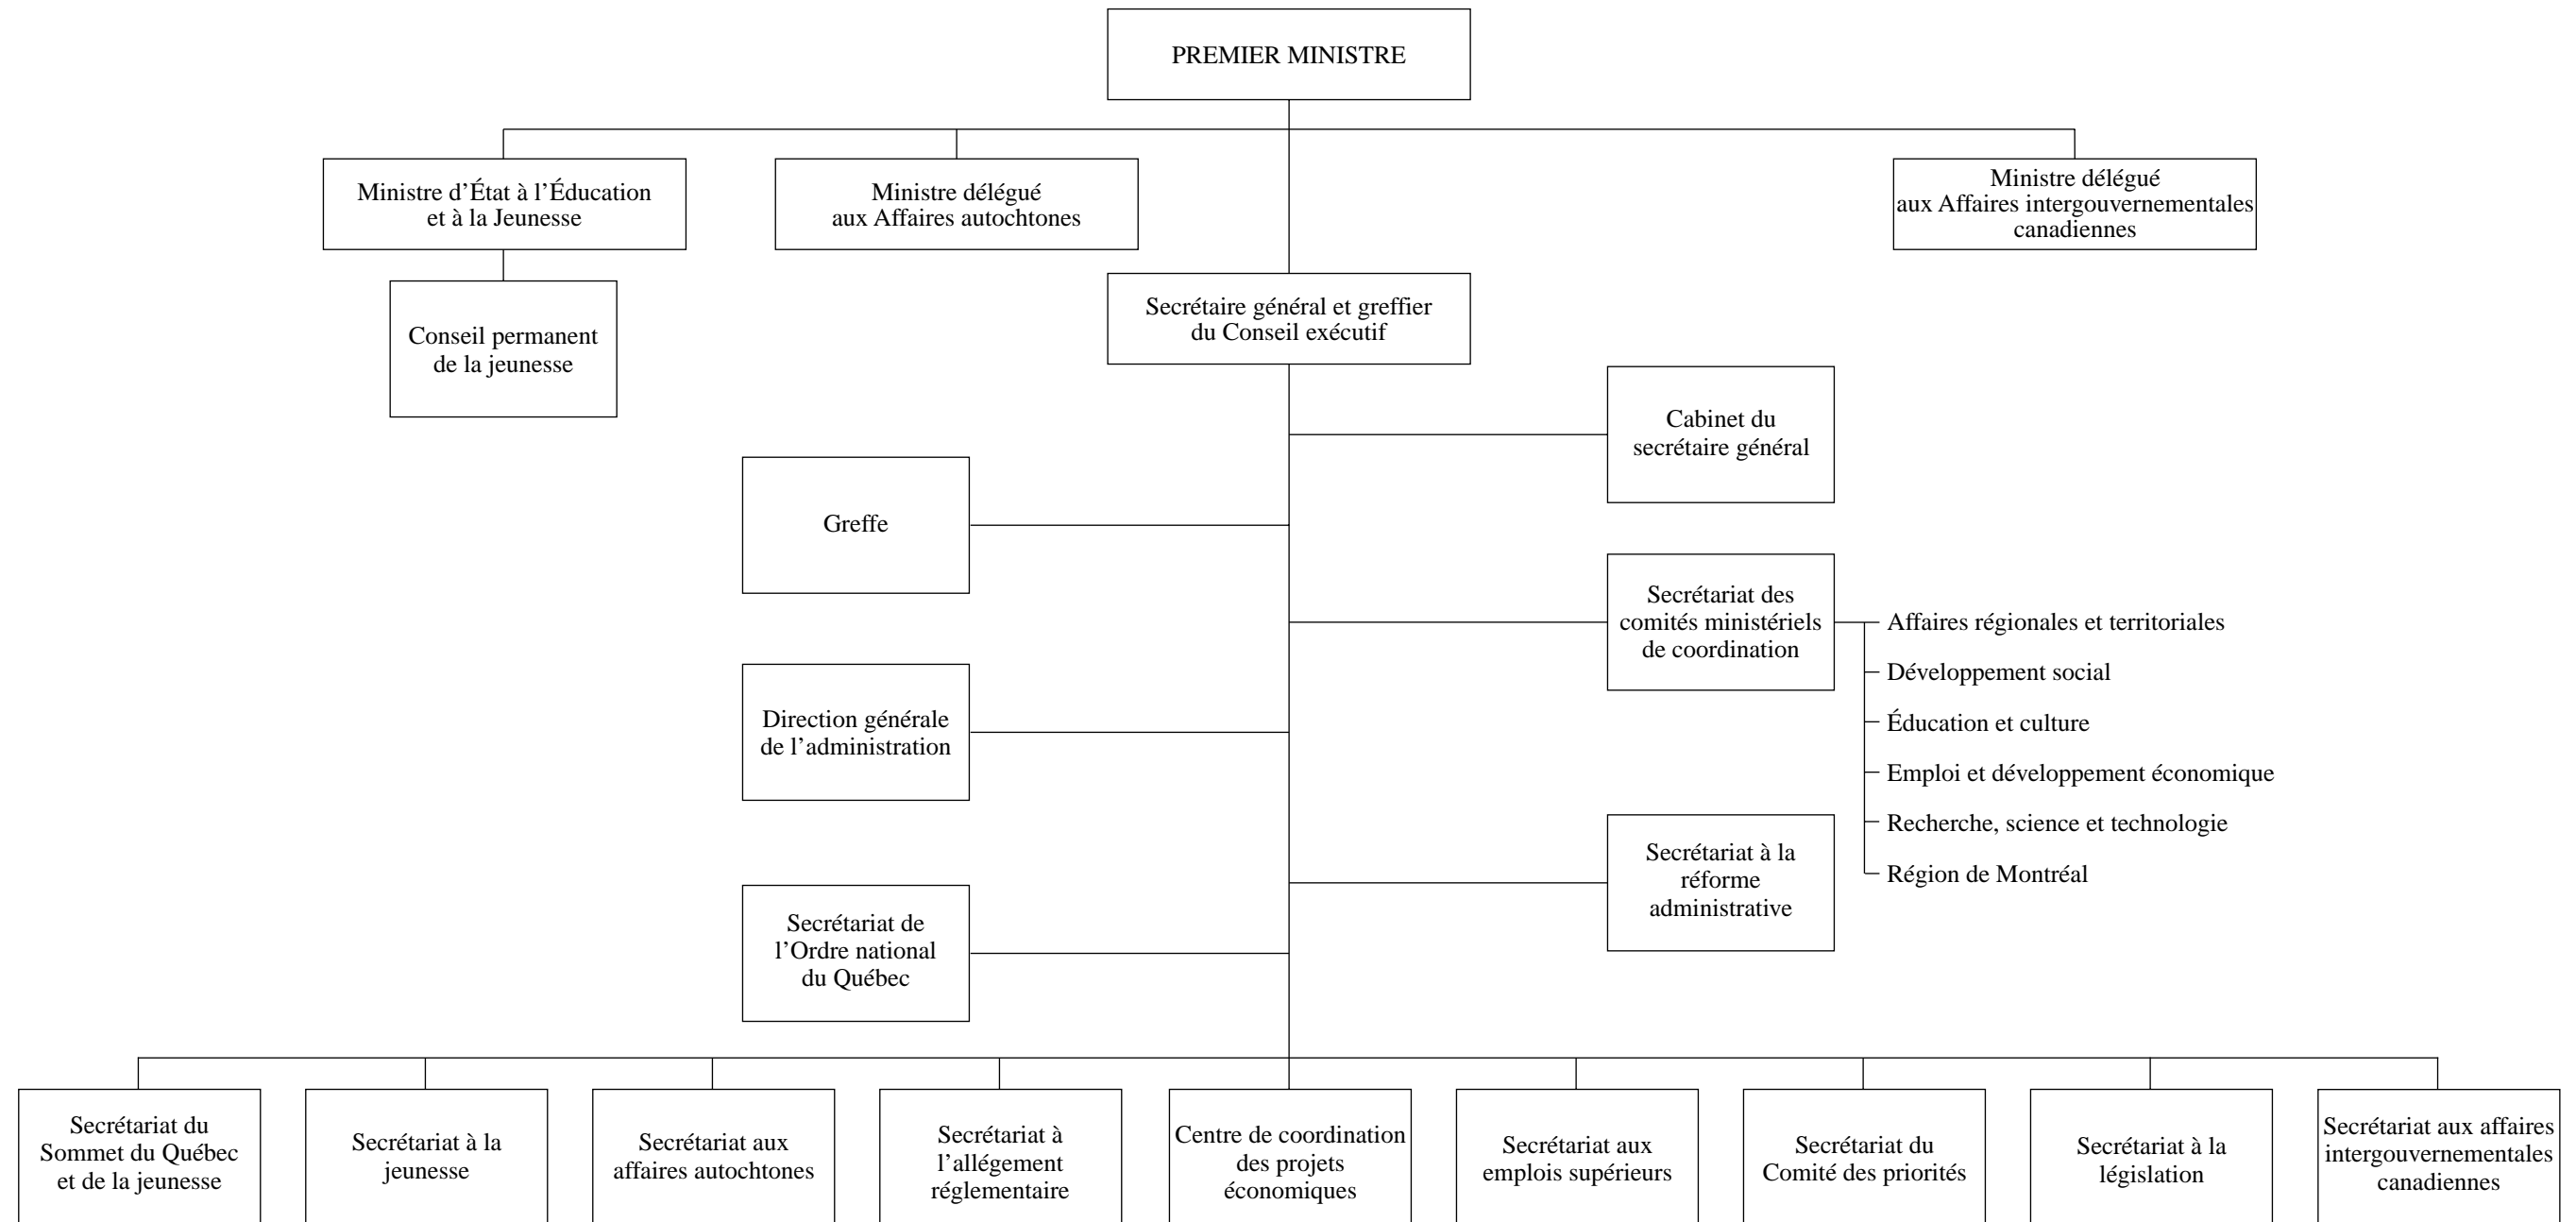 PREMIER MINISTRE
Ministre d’État à l’Éducation
et à la Jeunesse
Ministre délégué
aux Affaires autochtones
Ministre délégué
aux Affaires intergouvernementales
canadiennes
Conseil permanent
de la jeunesse
Secrétaire général et greffier
du Conseil exécutif
Cabinet du
secrétaire général
Greffe
Secrétariat des
comités ministériels
de coordination
Affaires régionales et territoriales
Développement social
Éducation et culture
Emploi et développement économique
Recherche, science et technologie
Région de Montréal
Direction générale
de l’administration
Secrétariat à la
réforme
administrative
Secrétariat de
l’Ordre national
du Québec
Secrétariat du
Sommet du Québec
et de la jeunesse
Secrétariat à la
jeunesse
Secrétariat aux
affaires autochtones
Secrétariat à
l’allégement
réglementaire
Centre de coordination
des projets
économiques
Secrétariat aux
emplois supérieurs
Secrétariat du
Comité des priorités
Secrétariat à la
législation
Secrétariat aux affaires
intergouvernementales
canadiennes